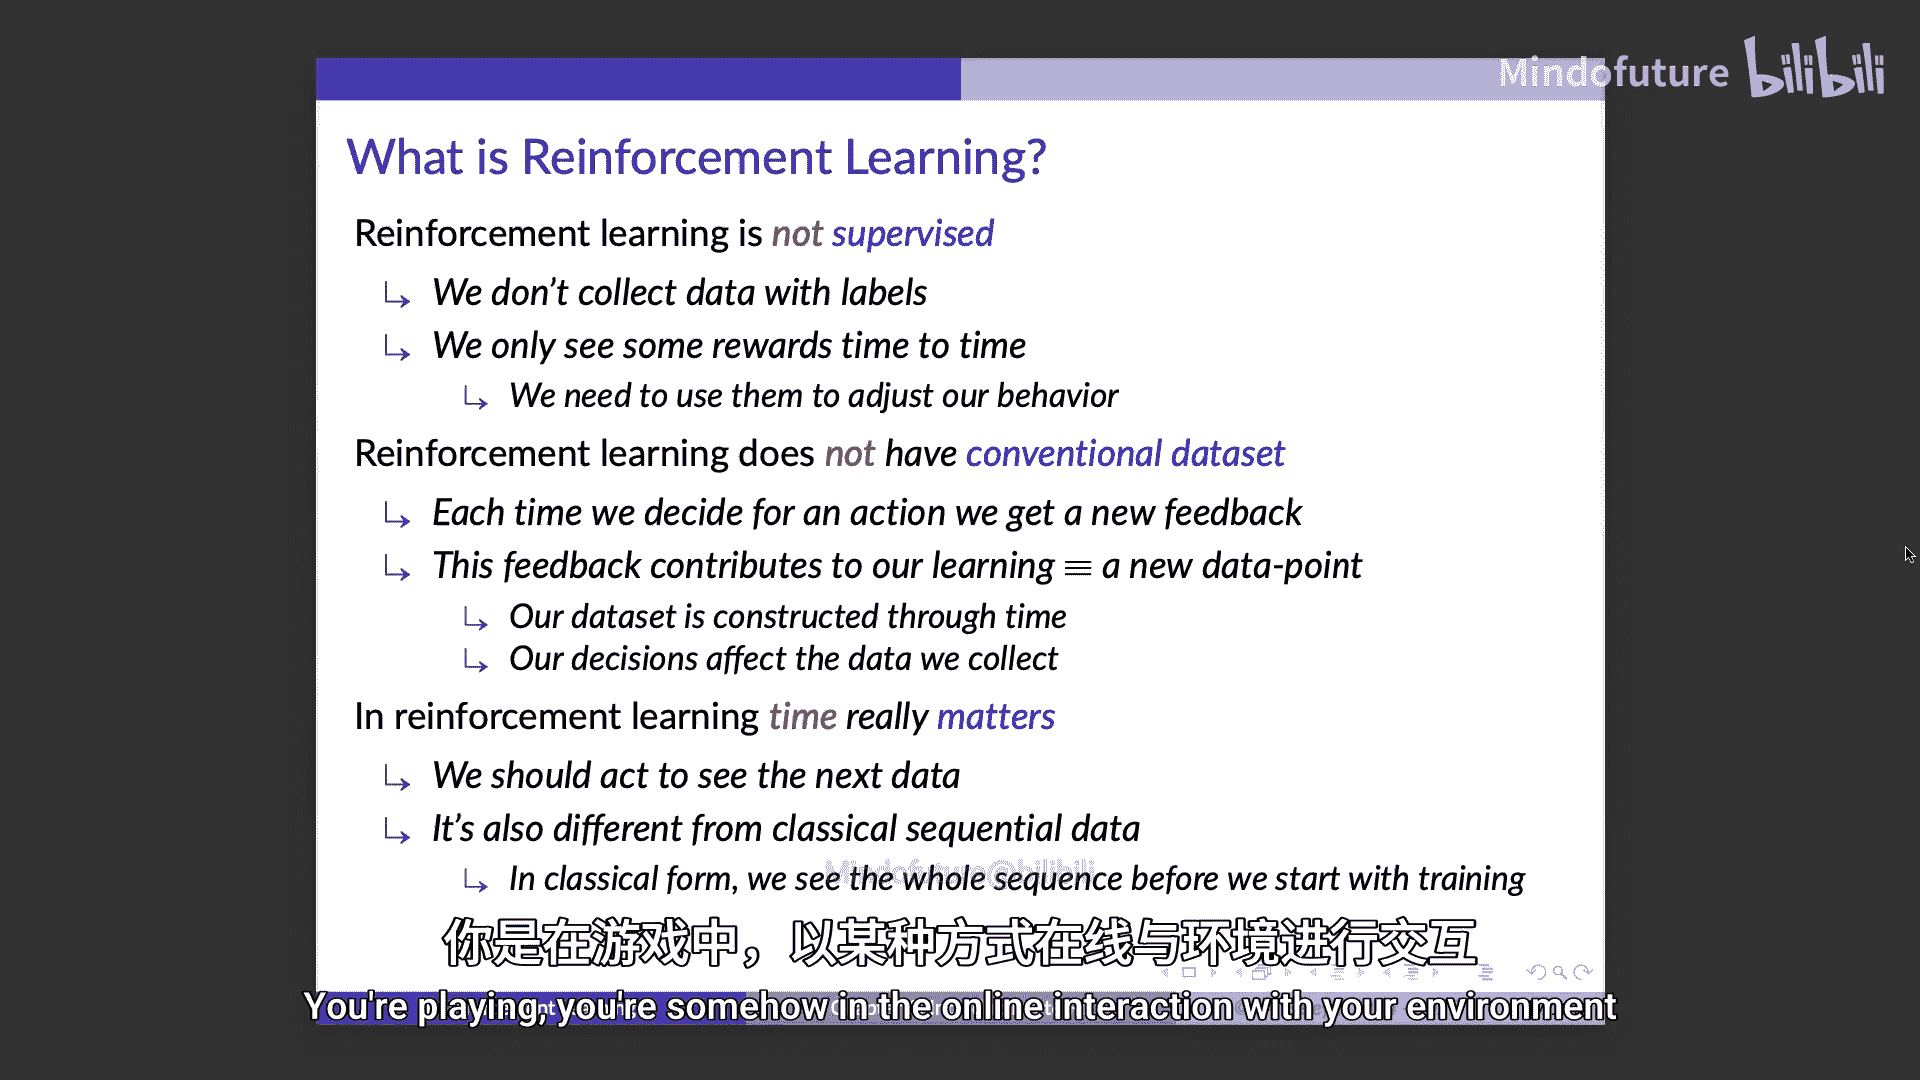 Mindofuture bilibili
What is Reinforcement Learning?
Reinforcement learning is not supervised
We don't collect data with labels
We only see some rewards time to time
We need to use them to adjust our behavior
Reinforcement learning does not have conventional dataset
Each time we decide for an action we get a new feedback
This feedback contributes to our learning ≡ a new data-point
Our dataset is constructed through time
Our decisions affect the data we collect
In reinforcement learning time really matters
We should act to see the next data
It's also different from classical sequential data
Mindofuture@bilibili
In classical form, we see the whole sequence before we start with training
你是在游戏中，以某种方式在线与环境进行交互
You're playing, you're somehow in the online interaction with your environment